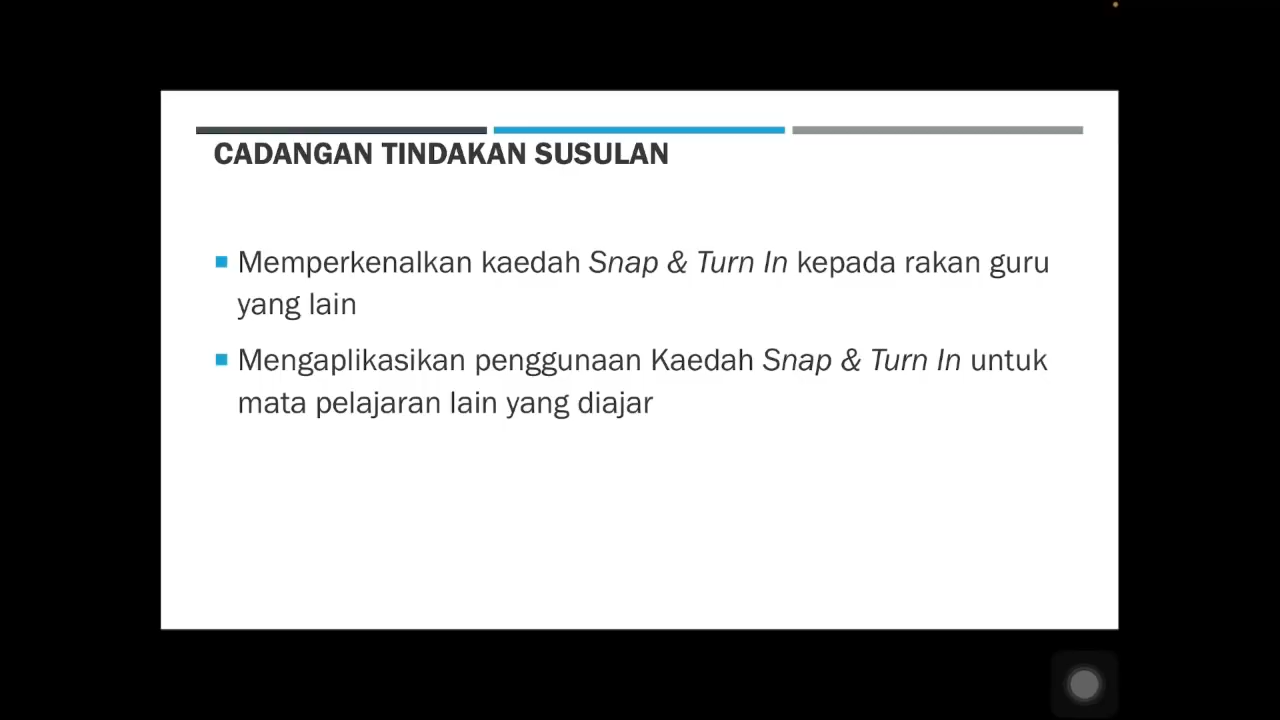 CADANGAN TINDAKAN SUSULAN
Memperkenalkan kaedah Snap & Turn In kepada rakan guru
yang lain
Mengaplikasikan penggunaan Kaedah Snap & Turn In untuk
mata pelajaran lain yang diajar